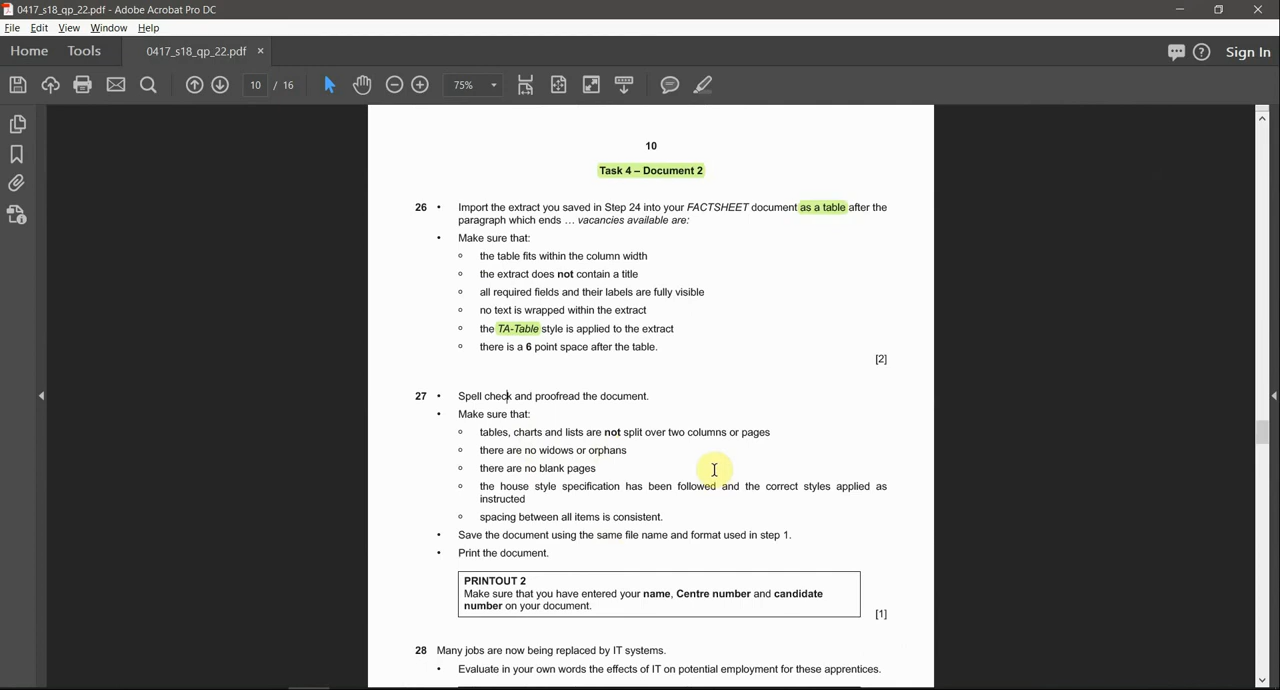 0417_s18_qp_22.pdf - Adobe Acrobat Pro DC
File Edit View Window Help
Home Tools 0417_s18_qp_22.pdf × Sign In
10 / 16 75%
10
Task 4 – Document 2
26 • Import the extract you saved in Step 24 into your FACTSHEET document as a table after the
paragraph which ends … vacancies available are:
• Make sure that:
o the table fits within the column width
o the extract does not contain a title
o all required fields and their labels are fully visible
o no text is wrapped within the extract
o the TA-Table style is applied to the extract
o there is a 6 point space after the table.
[2]
27 • Spell check and proofread the document.
• Make sure that:
o tables, charts and lists are not split over two columns or pages
o there are no widows or orphans
o there are no blank pages
o the house style specification has been followed and the correct styles applied as
instructed
o spacing between all items is consistent.
• Save the document using the same file name and format used in step 1.
• Print the document.
PRINTOUT 2
Make sure that you have entered your name, Centre number and candidate
number on your document.
[1]
28 Many jobs are now being replaced by IT systems.
• Evaluate in your own words the effects of IT on potential employment for these apprentices.